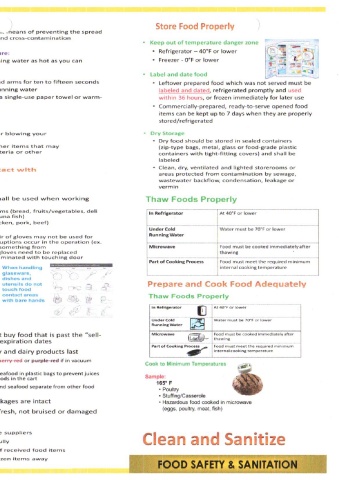 means of preventing the spread
nd cross-contamination
ure:
ing water as hot as you can
nd arms for ten to fifteen seconds
unning water
a single-use paper towel or warm-
r blowing your
her items that may
teria or other
tact with
hall be used when working
ms (bread, fruits/vegetables, deli
una fish)
cken, pork, beef)
ir of gloves may not be used for
uptions occur in the operation (ex.
something from
gloves need to be replaced
minated with touching door
When handling
glassware,
dishes and
utensils do not
touch food
contact areas
with bare hands
t buy food that is past the "sell-
expiration dates
y and dairy products last
erry-red or purple-red if in vacuum
eafood in plastic bags to prevent juices
ods in the cart
nd seafood separate from other food
kages are intact
fresh, not bruised or damaged
e suppliers
ully
f received food items
zen items away
Store Food Properly
• Keep out of temperature danger zone
• Refrigerator – 40°F or lower
• Freezer - 0°F or lower
• Label and date food
• Leftover prepared food which was not served must be
labeled and dated, refrigerated promptly and used
within 36 hours, or frozen immediately for later use
• Commercially-prepared, ready-to-serve opened food
items can be kept up to 7 days when they are properly
stored/refrigerated
• Dry Storage
• Dry food should be stored in sealed containers
(zip-type bags, metal, glass or food-grade plastic
containers with tight-fitting covers) and shall be
labeled
• Clean, dry, ventilated and lighted storerooms or
areas protected from contamination by sewage,
wastewater backflow, condensation, leakage or
vermin
Thaw Foods Properly
In Refrigerator At 40°F or lower
Under Cold Water must be 70°F or lower
Running Water
Microwave Food must be cooked immediately after
thawing
Part of Cooking Process Food must meet the required minimum
internal cooking temperature
Prepare and Cook Food Adequately
Thaw Foods Properly
In Refrigerator At 40°F or lower
Under Cold Water must be 70°F or lower
Running Water
Microwave Food must be cooked immediately after
thawing
Part of Cooking Process Food must meet the required minimum
internal cooking temperature
Cook to Minimum Temperatures
Sample:
165° F
• Poultry
• Stuffing/Casserole
• Hazardous food cooked in microwave
(eggs, poultry, meat, fish)
Clean and Sanitize
FOOD SAFETY & SANITATION